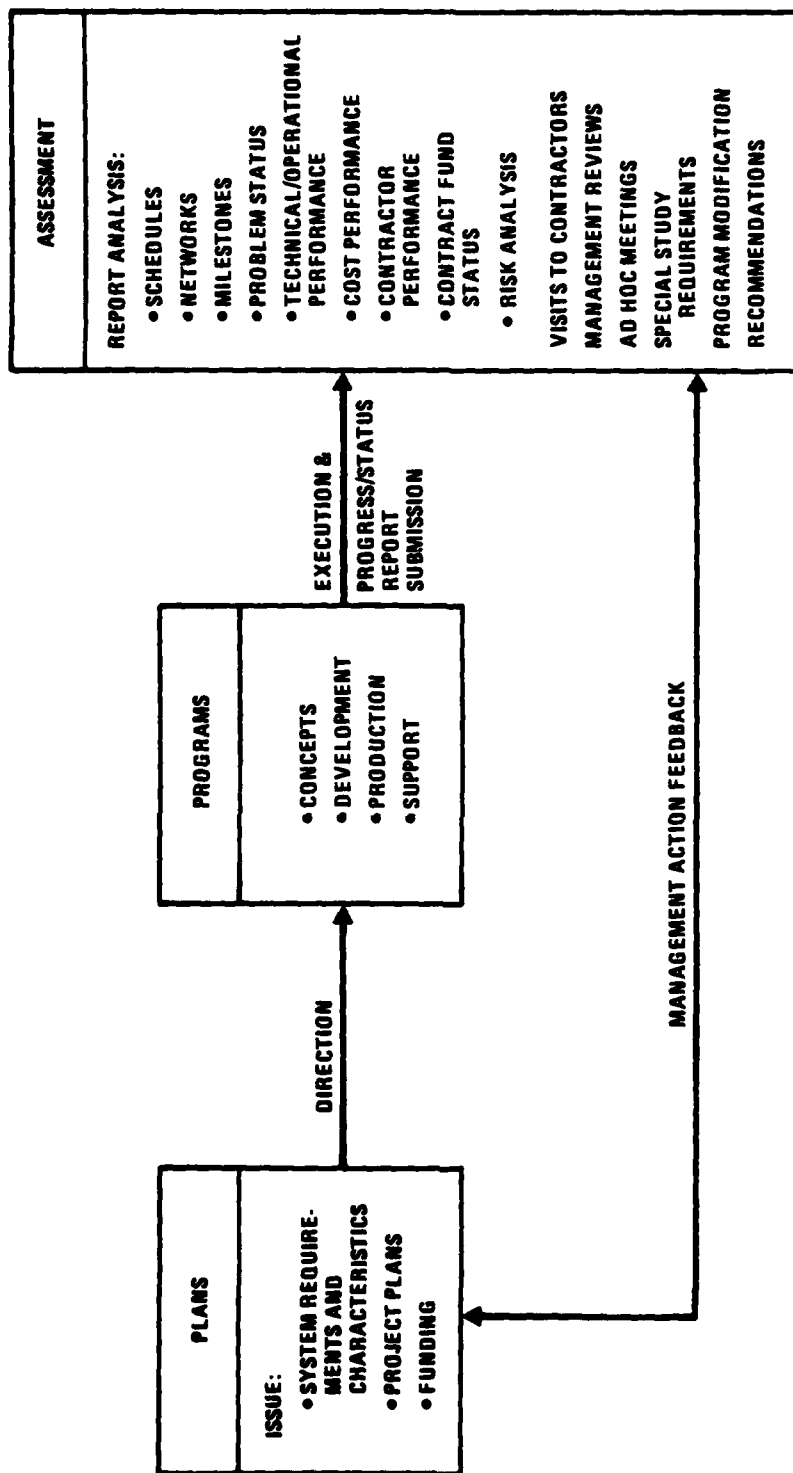 PLANS
ISSUE:
• SYSTEM REQUIRE-
MENTS AND
CHARACTERISTICS
• PROJECT PLANS
• FUNDING
DIRECTION
PROGRAMS
• CONCEPTS
• DEVELOPMENT
• PRODUCTION
• SUPPORT
EXECUTION &
PROGRESS/STATUS
REPORT
SUBMISSION
ASSESSMENT
REPORT ANALYSIS:
• SCHEDULES
• NETWORKS
• MILESTONES
• PROBLEM STATUS
• TECHNICAL/OPERATIONAL
PERFORMANCE
• COST PERFORMANCE
• CONTRACTOR
PERFORMANCE
• CONTRACT FUND
STATUS
• RISK ANALYSIS
VISITS TO CONTRACTORS
MANAGEMENT REVIEWS
AD HOC MEETINGS
SPECIAL STUDY
REQUIREMENTS
PROGRAM MODIFICATION
RECOMMENDATIONS
MANAGEMENT ACTION FEEDBACK